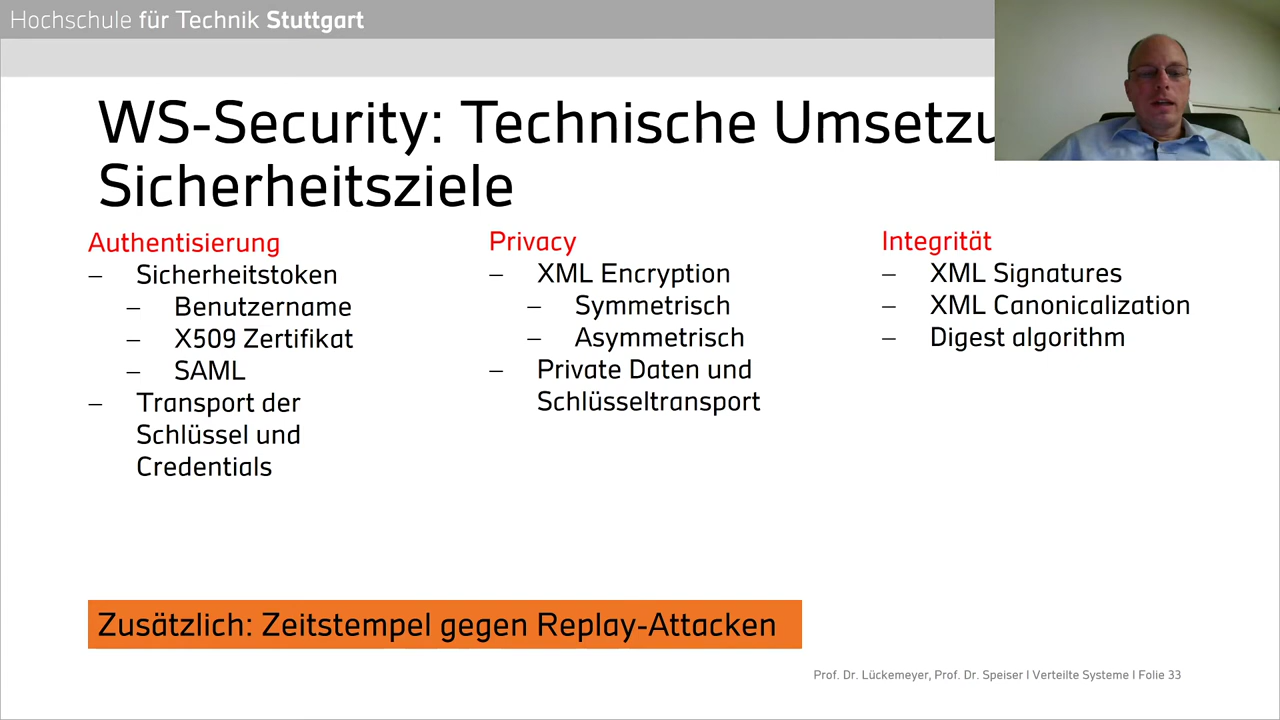 Hochschule für Technik Stuttgart
WS-Security: Technische
Sicherheitsziele
Authentisierung
– Sicherheitstoken
– Benutzername
– X509 Zertifikat
– SAML
– Transport der
Schlüssel und
Credentials
Privacy
– XML Encryption
– Symmetrisch
– Asymmetrisch
– Private Daten und
Schlüsseltransport
Integrität
– XML Signatures
– XML Canonicalization
– Digest algorithm
Zusätzlich: Zeitstempel gegen Replay-Attacken
Prof. Dr. Lückemeyer, Prof. Dr. Speiser I Verteilte Systeme I Folie 33